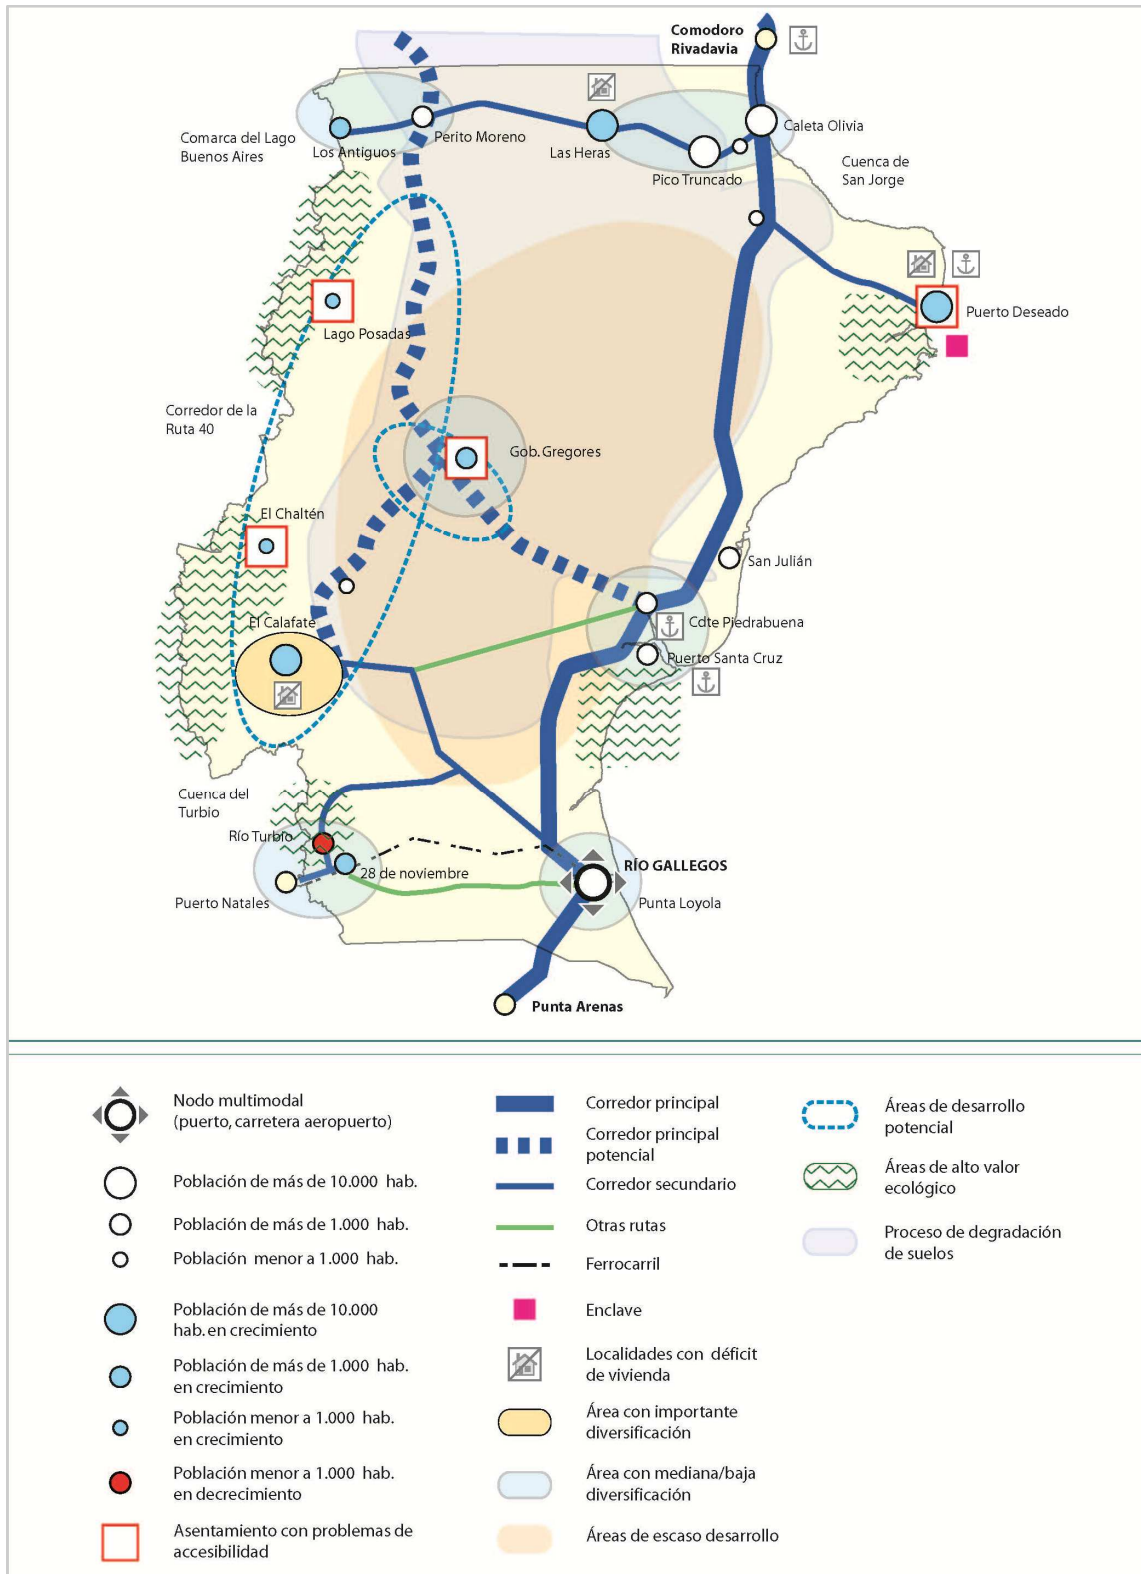 Comodoro
Rivadavia
Caleta Olivia
Perito Moreno
Las Heras
Comarca del Lago
Buenos Aires
Los Antiguos
Pico Truncado
Cuenca de
San Jorge
Puerto Deseado
Lago Posadas
Corredor de la
Ruta 40
Gob. Gregores
El Chaltén
San Julián
El Calafate
Cdte Piedrabuena
Puerto Santa Cruz
Cuenca del
Turbio
Río Turbio
RÍO GALLEGOS
28 de noviembre
Puerto Natales
Punta Loyola
Punta Arenas
Nodo multimodal
(puerto, carretera aeropuerto)
Población de más de 10.000 hab.
Población de más de 1.000 hab.
Población menor a 1.000 hab.
Población de más de 10.000
hab. en crecimiento
Población de más de 1.000 hab.
en crecimiento
Población menor a 1.000 hab.
en crecimiento
Población menor a 1.000 hab.
en decrecimiento
Asentamiento con problemas de
accesibilidad
Corredor principal
Corredor principal
potencial
Corredor secundario
Otras rutas
Ferrocarril
Enclave
Localidades con déficit
de vivienda
Área con importante
diversificación
Área con mediana/baja
diversificación
Áreas de escaso desarrollo
Áreas de desarrollo
potencial
Áreas de alto valor
ecológico
Proceso de degradación
de suelos